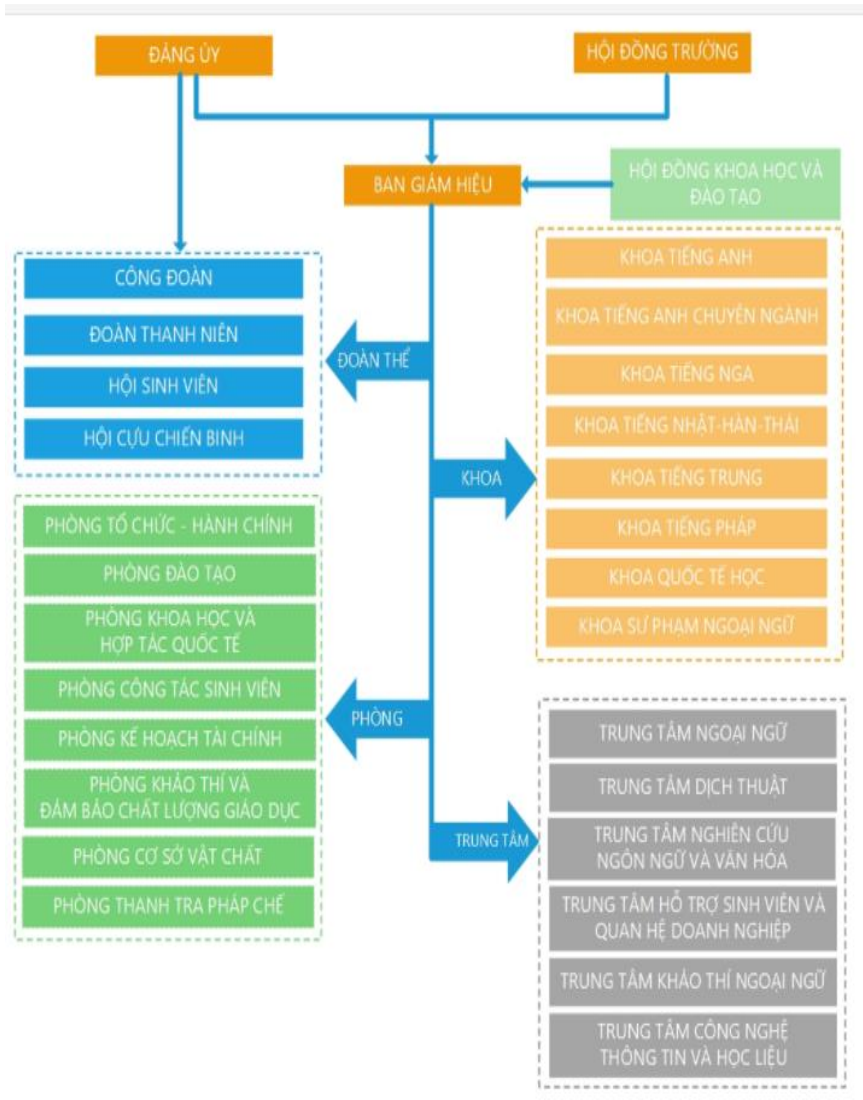 ĐẢNG ỦY
HỘI ĐỒNG TRƯỜNG
BAN GIÁM HIỆU
HỘI ĐỒNG KHOA HỌC VÀ
ĐÀO TẠO
CÔNG ĐOÀN
ĐOÀN THANH NIÊN
HỘI SINH VIÊN
HỘI CỰU CHIẾN BINH
ĐOÀN THỂ
KHOA
KHOA TIẾNG ANH
KHOA TIẾNG ANH CHUYÊN NGÀNH
KHOA TIẾNG NGA
KHOA TIẾNG NHẬT-HÀN-THÁI
KHOA TIẾNG TRUNG
KHOA TIẾNG PHÁP
KHOA QUỐC TẾ HỌC
KHOA SƯ PHẠM NGOẠI NGỮ
PHÒNG TỔ CHỨC - HÀNH CHÍNH
PHÒNG ĐÀO TẠO
PHÒNG KHOA HỌC VÀ
HỢP TÁC QUỐC TẾ
PHÒNG CÔNG TÁC SINH VIÊN
PHÒNG KẾ HOẠCH TÀI CHÍNH
PHÒNG KHẢO THÍ VÀ
ĐẢM BẢO CHẤT LƯỢNG GIÁO DỤC
PHÒNG CƠ SỞ VẬT CHẤT
PHÒNG THANH TRA PHÁP CHẾ
PHÒNG
TRUNG TÂM
TRUNG TÂM NGOẠI NGỮ
TRUNG TÂM DỊCH THUẬT
TRUNG TÂM NGHIÊN CỨU
NGÔN NGỮ VÀ VĂN HÓA
TRUNG TÂM HỖ TRỢ SINH VIÊN VÀ
QUAN HỆ DOANH NGHIỆP
TRUNG TÂM KHẢO THÍ NGOẠI NGỮ
TRUNG TÂM CÔNG NGHỆ
THÔNG TIN VÀ HỌC LIỆU